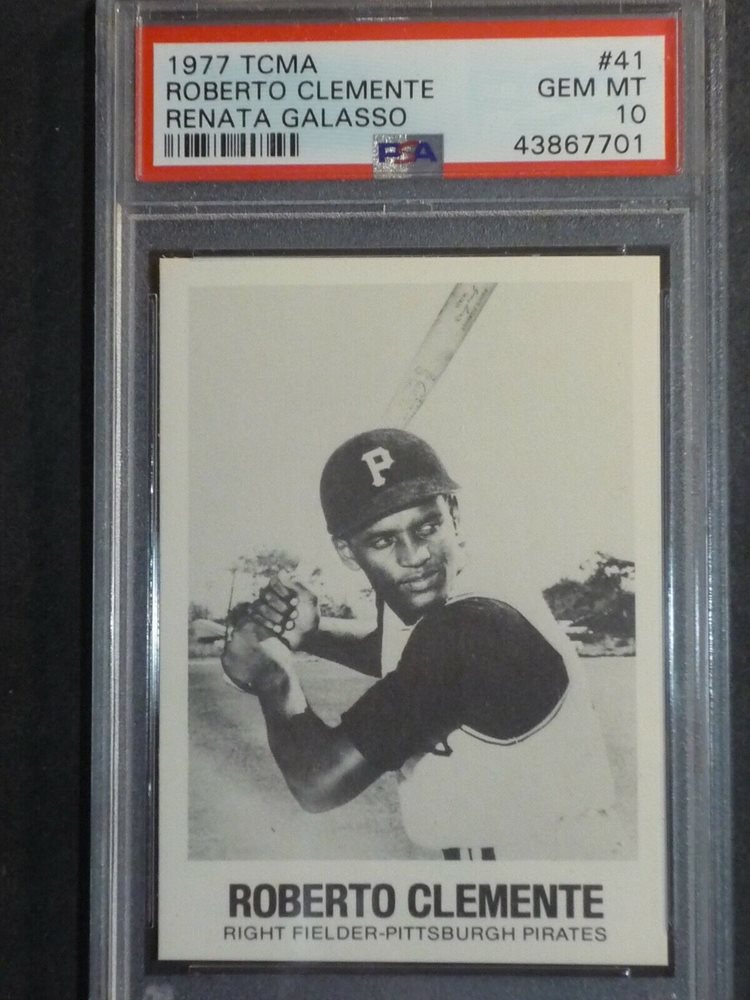 1977 TCMA #41
ROBERTO CLEMENTE GEM MT
RENATA GALASSO 10
PSA 43867701
P
ROBERTO CLEMENTE
RIGHT FIELDER-PITTSBURGH PIRATES